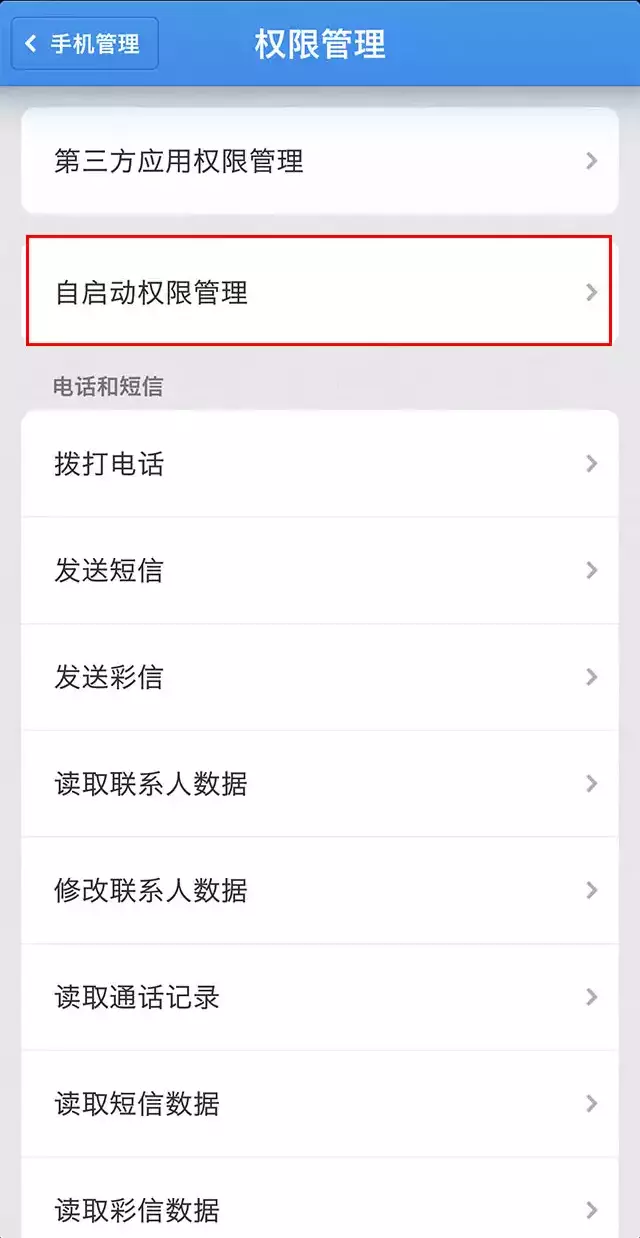 手机管理
权限管理
第三方应用权限管理
自启动权限管理
电话和短信
拨打电话
发送短信
发送彩信
读取联系人数据
修改联系人数据
读取通话记录
读取短信数据
读取彩信数据